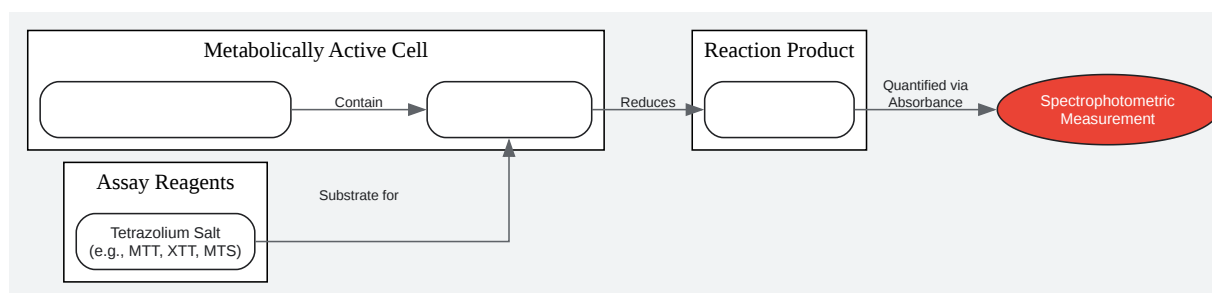 Metabolically Active Cell
Contain
Reduces
Reaction Product
Quantified via
Absorbance
Spectrophotometric
Measurement
Assay Reagents
Tetrazolium Salt
(e.g., MTT, XTT, MTS)
Substrate for